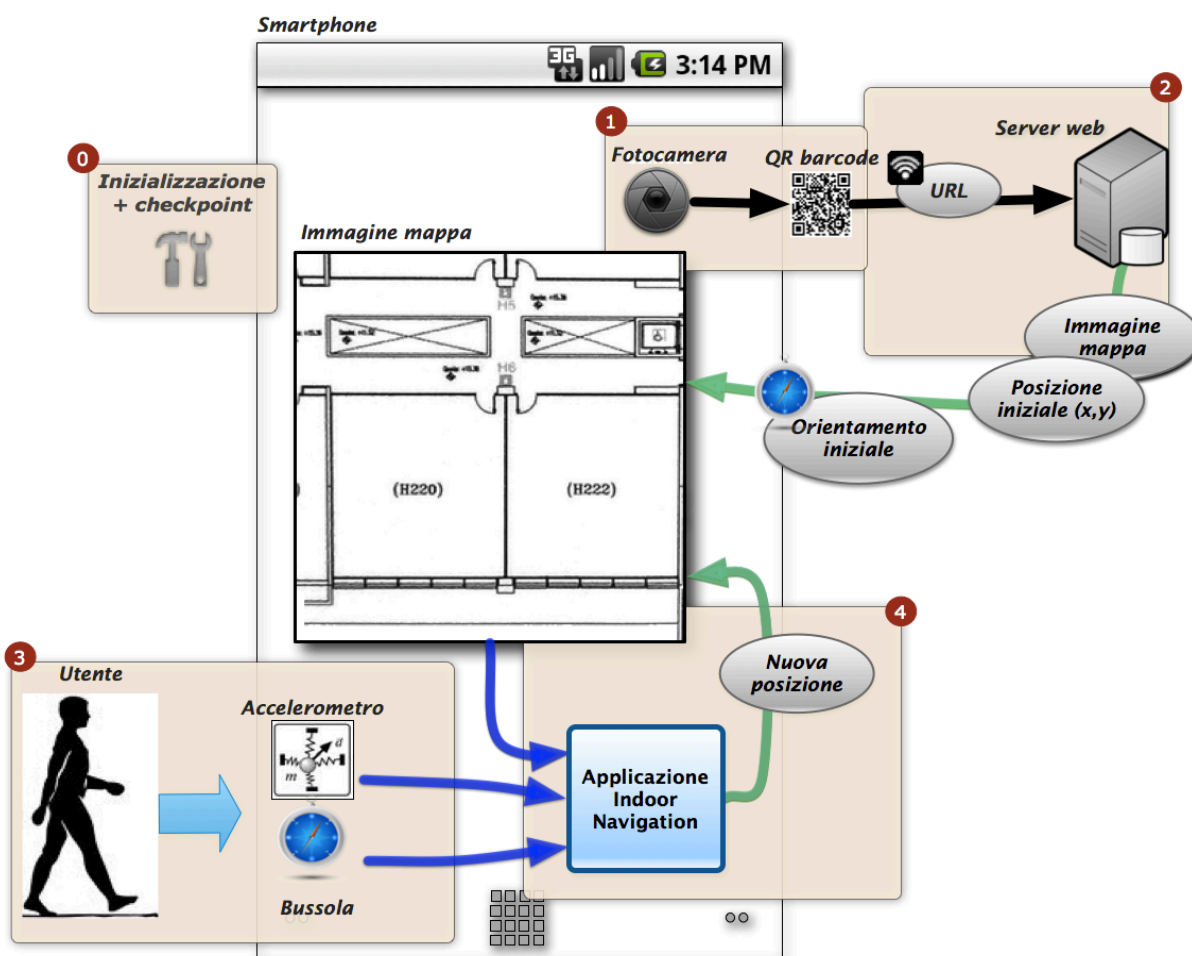 Smartphone
3G
3:14 PM
0
Inizializzazione
+ checkpoint
1
Fotocamera
QR barcode
2
Server web
URL
Immagine mappa
H5
H6
(H220)
(H222)
)
Immagine
mappa
Posizione
iniziale (x,y)
Orientamento
iniziale
3
Utente
Accelerometro
a
m
Bussola
4
Nuova
posizione
Applicazione
Indoor
Navigation